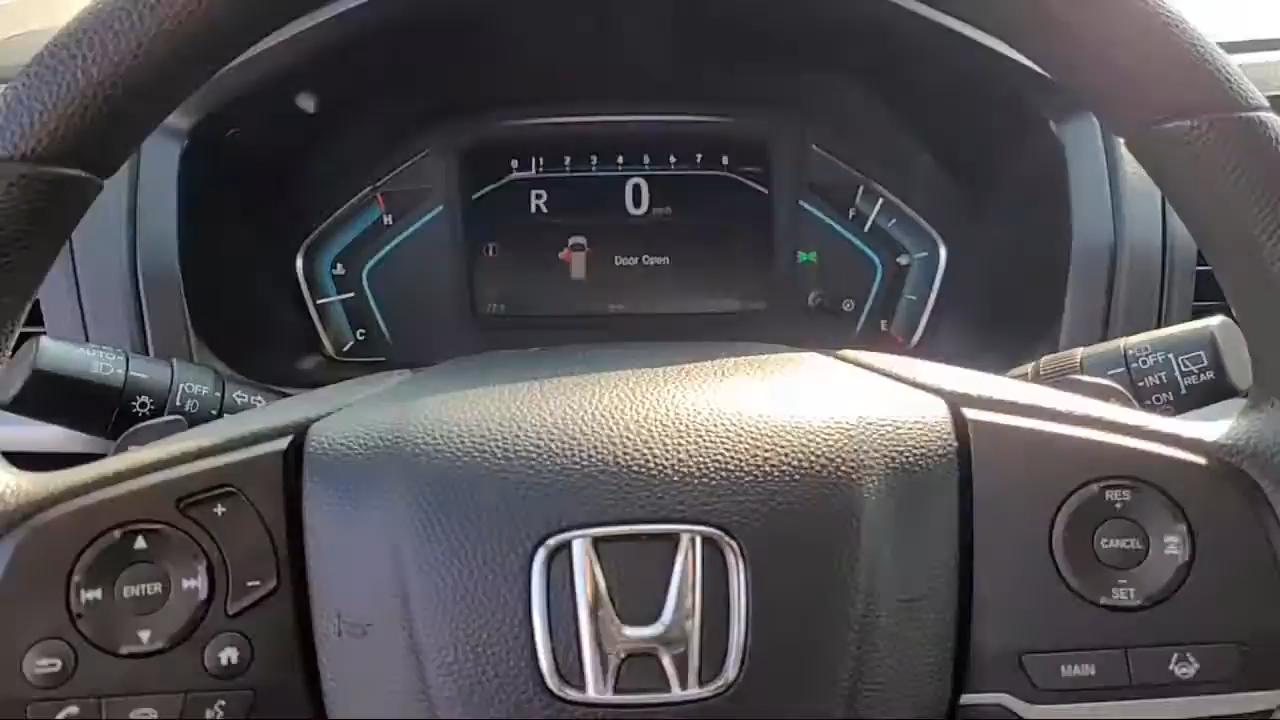 0 1 2 3 4 5 6 7 8
R 0 mph
H
F
Door Open
C
E
AUTO
OFF
OFF
INT
ON
REAR
+
ENTER
−
RES
+
CANCEL
−
SET
MAIN